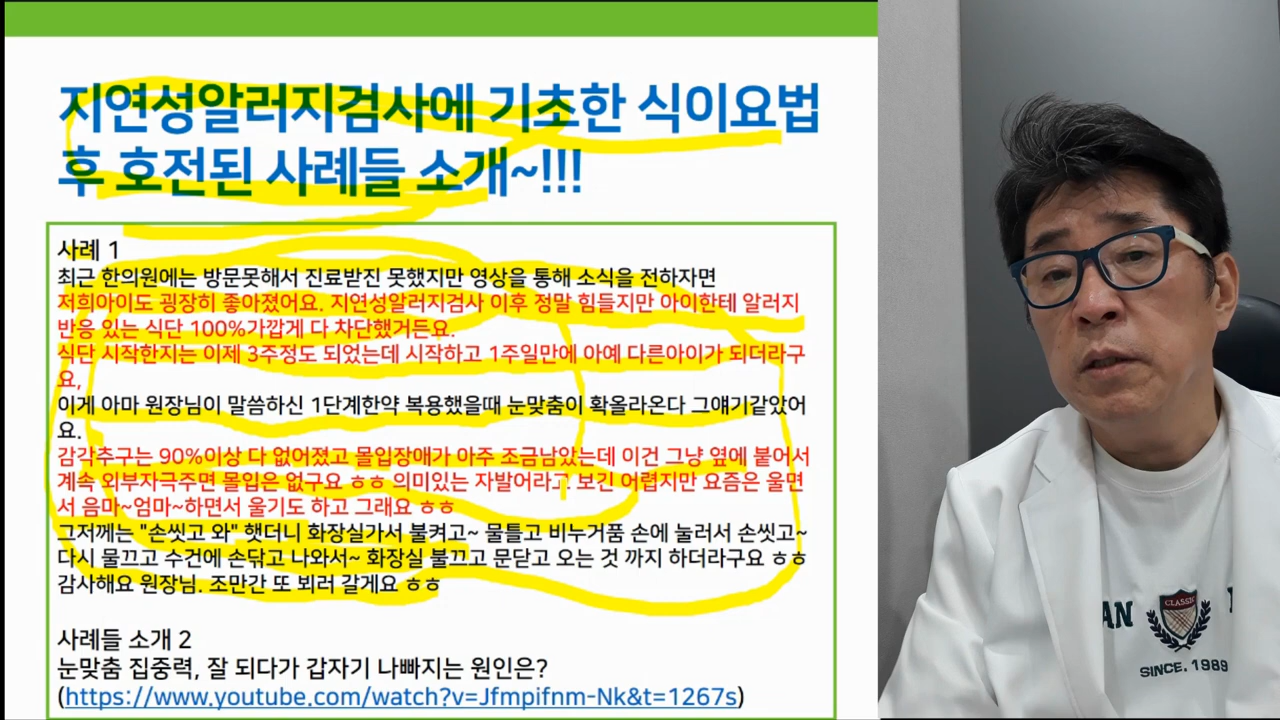 지연성알러지검사에 기초한 식이요법
후 호전된 사례들 소개~!!!
사례 1
최근 한의원에는 방문못해서 진료받진 못했지만 영상을 통해 소식을 전하자면
저희아이도 굉장히 좋아졌어요. 지연성알러지검사 이후 정말 힘들지만 아이한테 알러지
반응 있는 식단 100%가깝게 다 차단했거든요.
식단 시작한지는 이제 3주정도 되었는데 시작하고 1주일만에 아예 다른아이가 되더라구
요,
이게 아마 원장님이 말씀하신 1단계한약 복용했을때 눈맞춤이 확올라온다 그얘기같았어
요.
감각추구는 90%이상 다 없어졌고 몰입장애가 아주 조금남았는데 이건 그냥 옆에 붙어서
계속 외부자극주면 몰입은 없구요 ㅎㅎ 의미있는 자발어라고 보긴 어렵지만 요즘은 울면
서 음마~엄마~하면서 울기도 하고 그래요 ㅎㅎ
그저께는 "손씻고 와" 했더니 화장실가서 불켜고~ 물틀고 비누거품 손에 눌러서 손씻고~
다시 물끄고 수건에 손닦고 나와서~ 화장실 불끄고 문닫고 오는 것 까지 하더라구요 ㅎㅎ
감사해요 원장님. 조만간 또 뵈러 갈게요 ㅎㅎ
사례들 소개 2
눈맞춤 집중력, 잘 되다가 갑자기 나빠지는 원인은?
(https://www.youtube.com/watch?v=Jfmpifnm-Nk&t=1267s)
AN
CLASSIC
SINCE. 1989